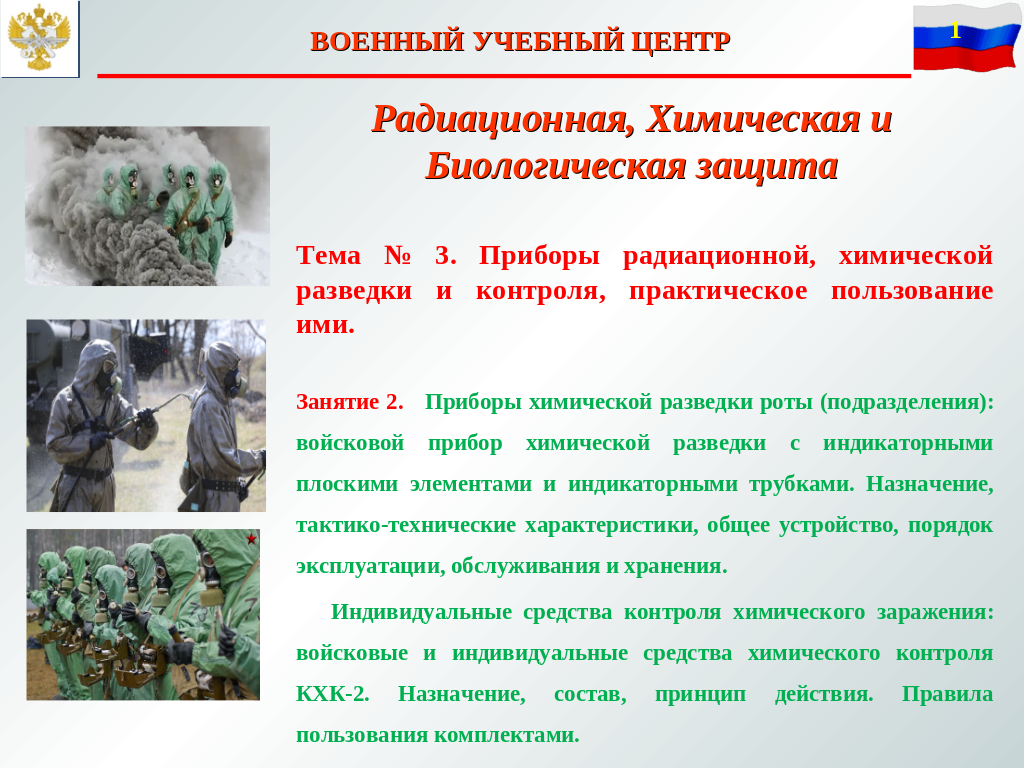 ВОЕННЫЙ УЧЕБНЫЙ ЦЕНТР
1
Радиационная, Химическая и
Биологическая защита
Тема № 3. Приборы радиационной, химической
разведки и контроля, практическое пользование
ими.
Занятие 2. Приборы химической разведки роты (подразделения):
войсковой прибор химической разведки с индикаторными
плоскими элементами и индикаторными трубками. Назначение,
тактико-технические характеристики, общее устройство, порядок
эксплуатации, обслуживания и хранения.
Индивидуальные средства контроля химического заражения:
войсковые и индивидуальные средства химического контроля
КХК-2. Назначение, состав, принцип действия. Правила
пользования комплектами.